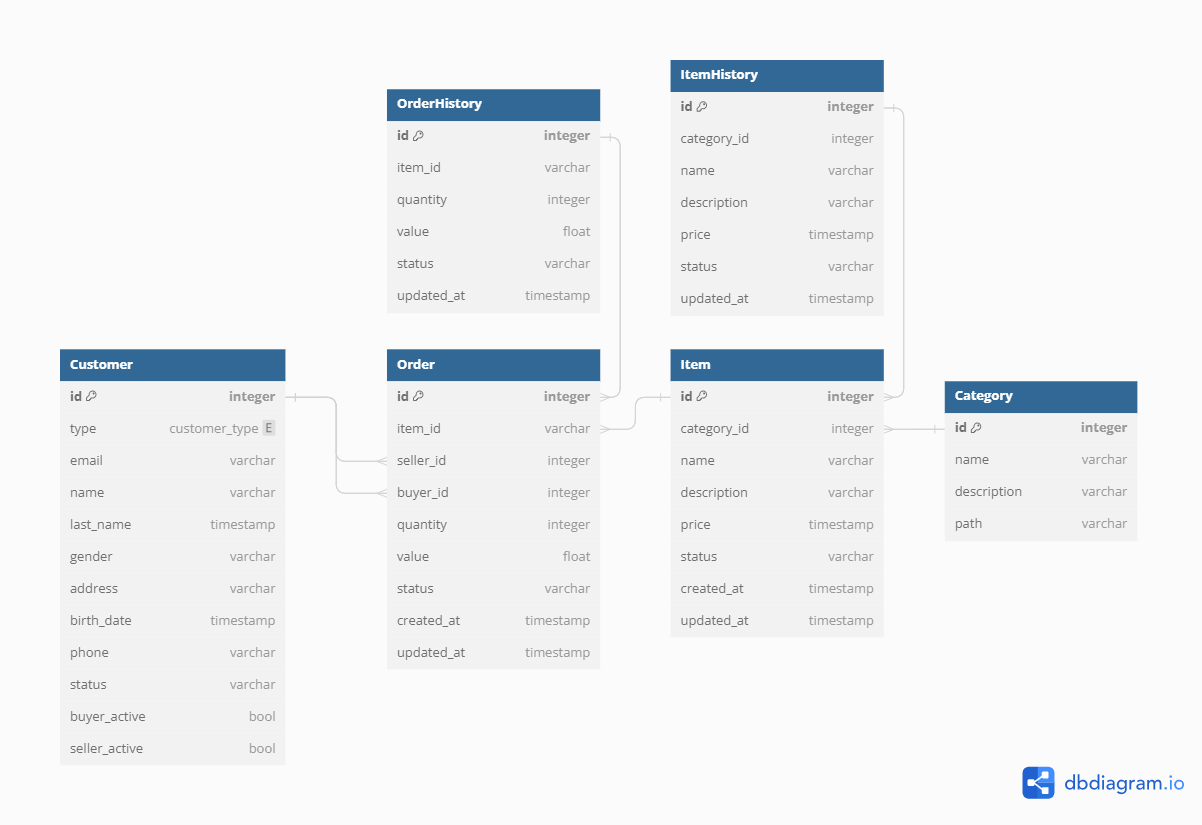 ItemHistory
id integer
category_id integer
name varchar
description varchar
price timestamp
status varchar
updated_at timestamp
OrderHistory
id integer
item_id varchar
quantity integer
value float
status varchar
updated_at timestamp
Customer
id integer
type customer_type E
email varchar
name varchar
last_name timestamp
gender varchar
address varchar
birth_date timestamp
phone varchar
status varchar
buyer_active bool
seller_active bool
Order
id integer
item_id varchar
seller_id integer
buyer_id integer
quantity integer
value float
status varchar
created_at timestamp
updated_at timestamp
Item
id integer
category_id integer
name varchar
description varchar
price timestamp
status varchar
created_at timestamp
updated_at timestamp
Category
id integer
name varchar
description varchar
path varchar
dbdiagram.io